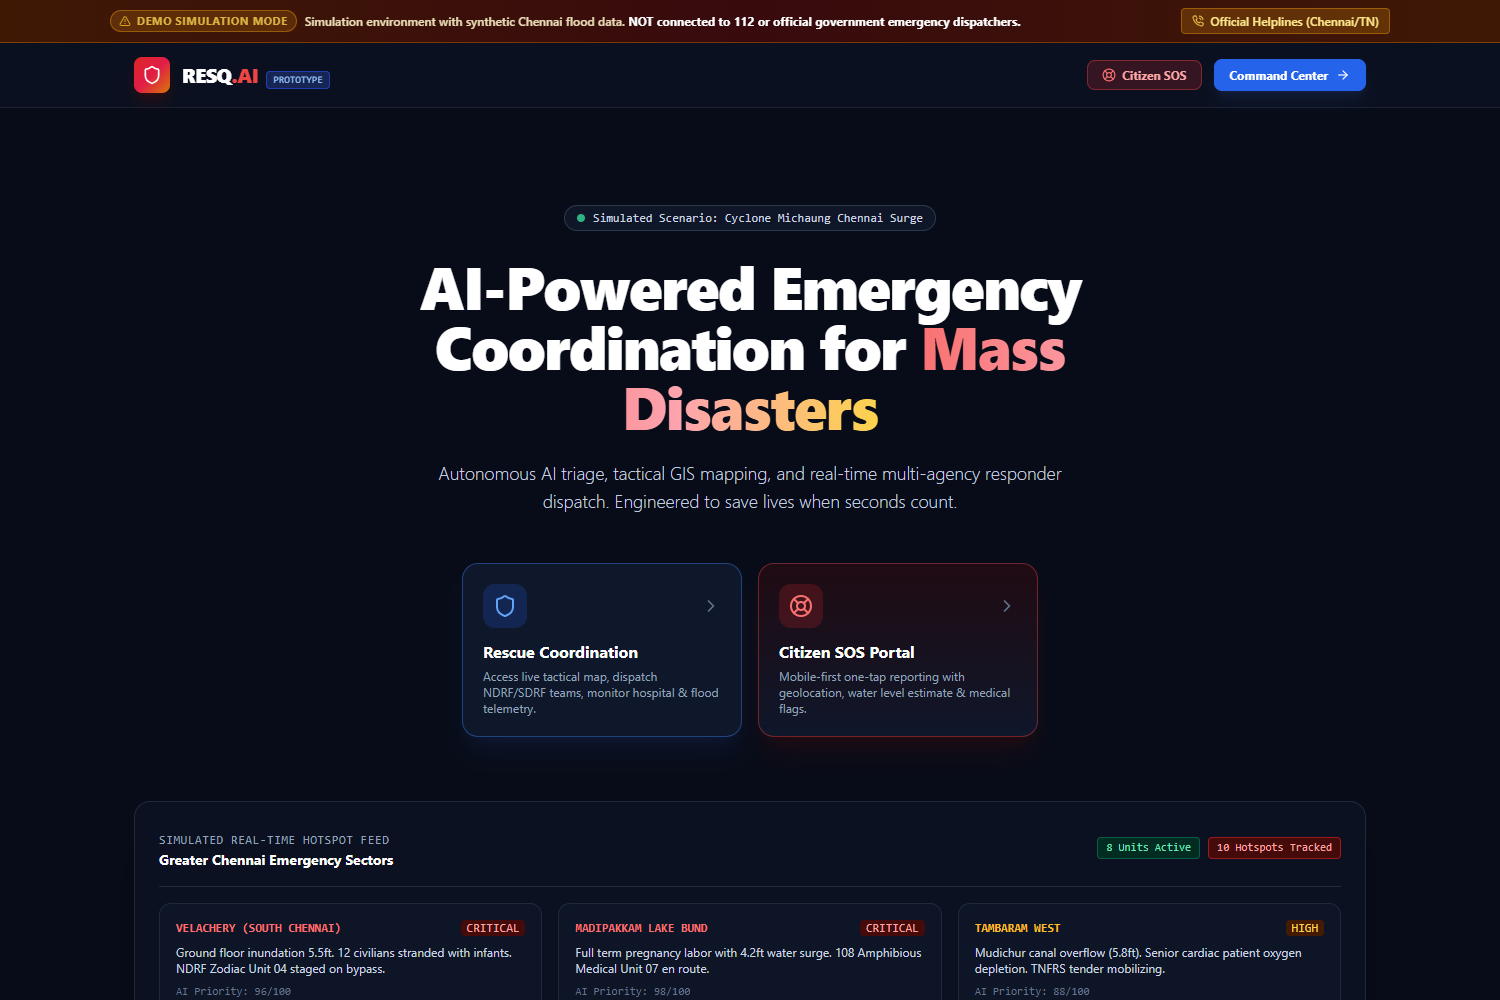 DEMO SIMULATION MODE
Simulation environment with synthetic Chennai flood data. NOT connected to 112 or official government emergency dispatchers.
Official Helplines (Chennai/TN)
RESQ.AI
PROTOTYPE
Citizen SOS
Command Center
Simulated Scenario: Cyclone Michaung Chennai Surge
AI-Powered Emergency
Coordination for Mass
Disasters
Autonomous AI triage, tactical GIS mapping, and real-time multi-agency responder
dispatch. Engineered to save lives when seconds count.
Rescue Coordination
Access live tactical map, dispatch
NDRF/SDRF teams, monitor hospital & flood
telemetry.
Citizen SOS Portal
Mobile-first one-tap reporting with
geolocation, water level estimate & medical
flags.
SIMULATED REAL-TIME HOTSPOT FEED
Greater Chennai Emergency Sectors
8 Units Active
10 Hotspots Tracked
VELACHERY (SOUTH CHENNAI)
CRITICAL
Ground floor inundation 5.5ft. 12 civilians stranded with infants.
NDRF Zodiac Unit 04 staged on bypass.
AI Priority: 96/100
MADIPAKKAM LAKE BUND
CRITICAL
Full term pregnancy labor with 4.2ft water surge. 108 Amphibious
Medical Unit 07 en route.
AI Priority: 98/100
TAMBARAM WEST
HIGH
Mudichur canal overflow (5.8ft). Senior cardiac patient oxygen
depletion. TNFRS tender mobilizing.
AI Priority: 88/100